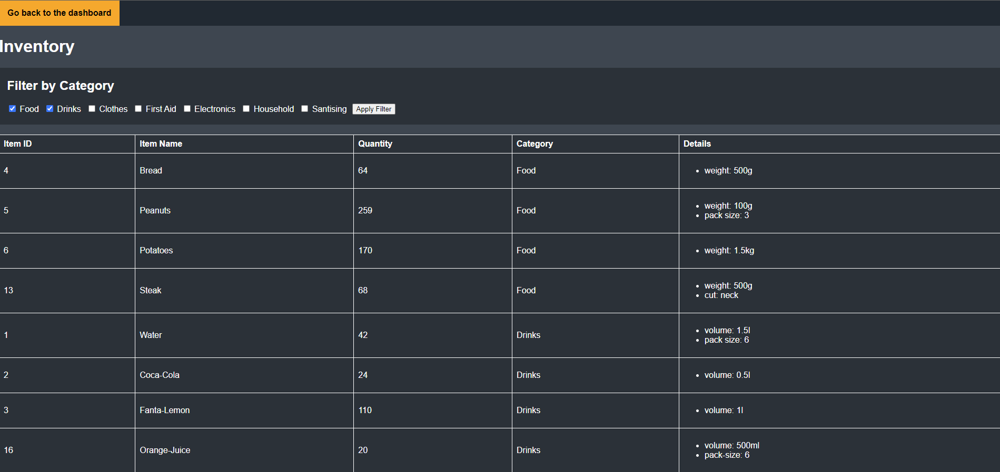 Go back to the dashboard
Inventory
Filter by Category
Food Drinks Clothes First Aid Electronics Household Santising Apply Filter
Item ID Item Name Quantity Category Details
4 Bread 64 Food weight: 500g
5 Peanuts 259 Food weight: 100g
pack size: 3
6 Potatoes 170 Food weight: 1.5kg
13 Steak 68 Food weight: 500g
cut: neck
1 Water 42 Drinks volume: 1.5l
pack size: 6
2 Coca-Cola 24 Drinks volume: 0.5l
3 Fanta-Lemon 110 Drinks volume: 1l
16 Orange-Juice 20 Drinks volume: 500ml
pack-size: 6